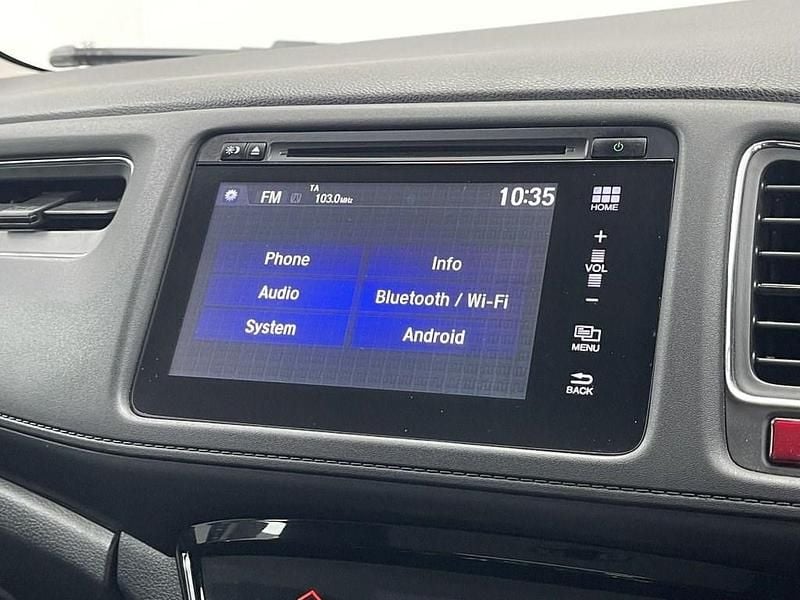 FM TA 103.0MHz 10:35
Phone
Audio
System
Info
Bluetooth / Wi-Fi
Android
HOME
+
VOL
−
MENU
BACK